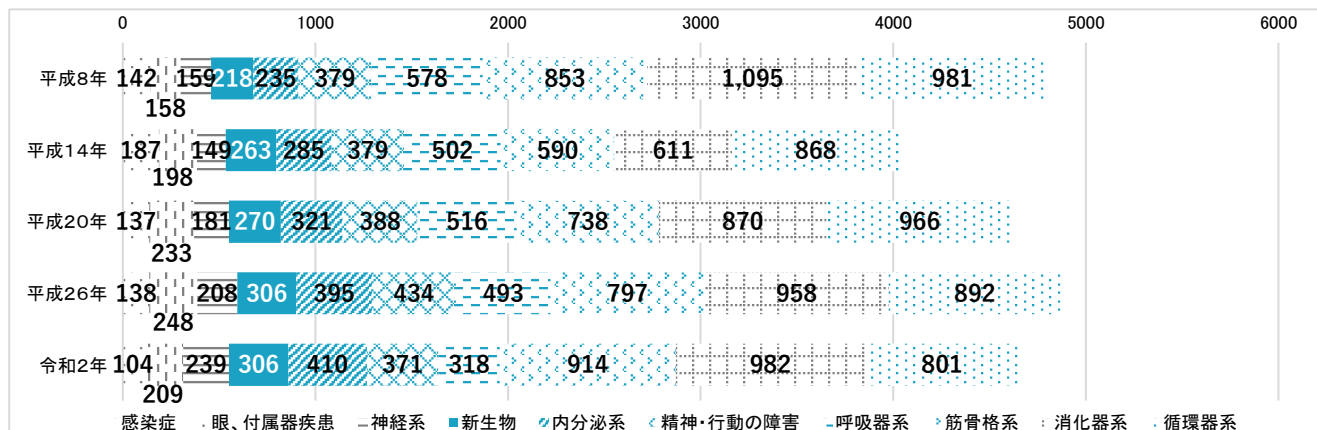 0 1000 2000 3000 4000 5000 6000
平成8年 142 158 159 218 235 379 578 853 1,095 981
平成14年 187 198 149 263 285 379 502 590 611 868
平成20年 137 233 181 270 321 388 516 738 870 966
平成26年 138 248 208 306 395 434 493 797 958 892
令和2年 104 209 239 306 410 371 318 914 982 801
感染症 眼、付属器疾患 神経系 新生物 内分泌系 精神・行動の障害 呼吸器系 筋骨格系 消化器系 循環器系